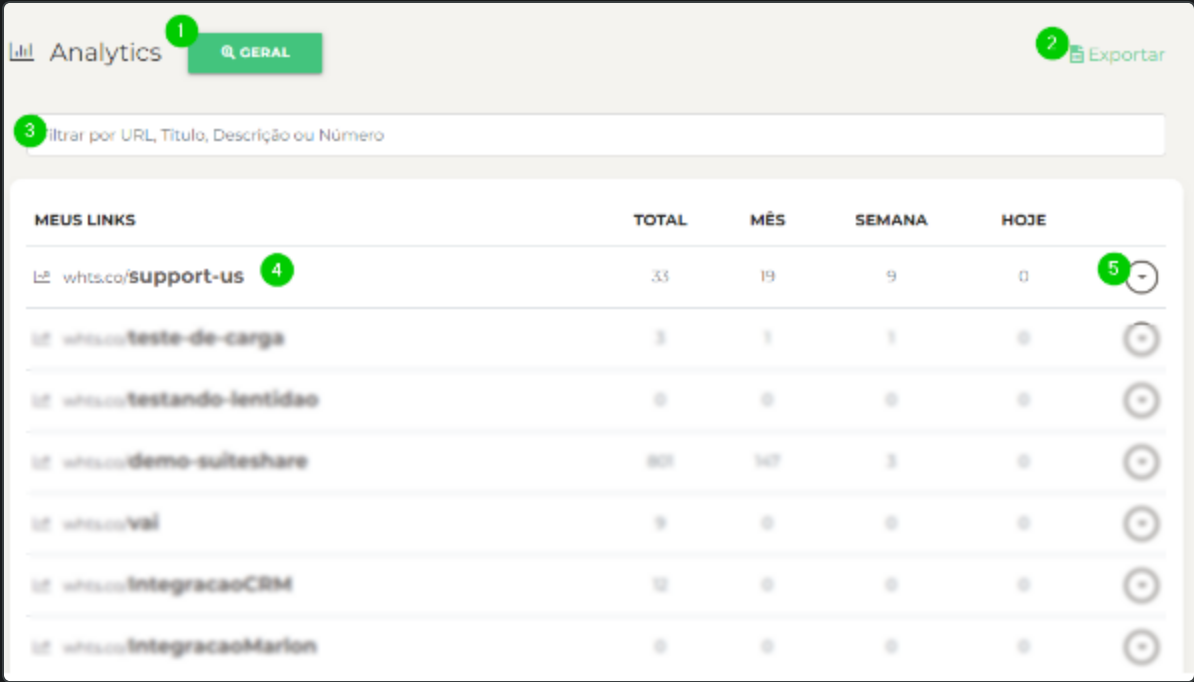 1
Analytics GERAL
2
Exportar
3
iltrar por URL, Título, Descrição ou Número
MEUS LINKS TOTAL MÊS SEMANA HOJE
whts.co/support-us 4 33 19 9 0 5
whts.co/teste-de-carga 3 1 1 0
whts.co/testando-lentidao 0 0 0 0
whts.co/demo-suiteshare 801 147 3 0
whts.co/vai 9 0 0 0
whts.co/IntegracaoCRM 12 0 0 0
whts.co/IntegracaoMarlon 0 0 0 0